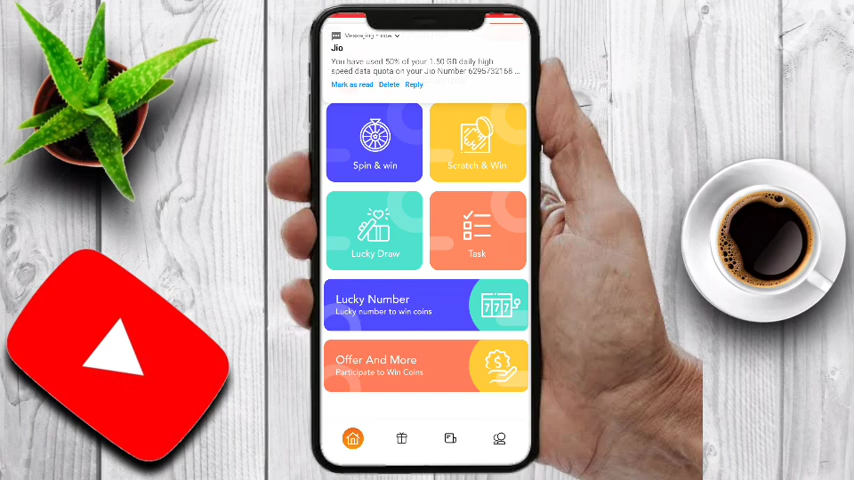 Jio
You have used 50% of your 1.50 GB daily high
speed data quota on your Jio Number 6295732168 ...
Mark as read Delete Reply
Spin & win
Scratch & Win
Lucky Draw
Task
Lucky Number
Lucky number to win coins
777
Offer And More
Participate to Win Coins